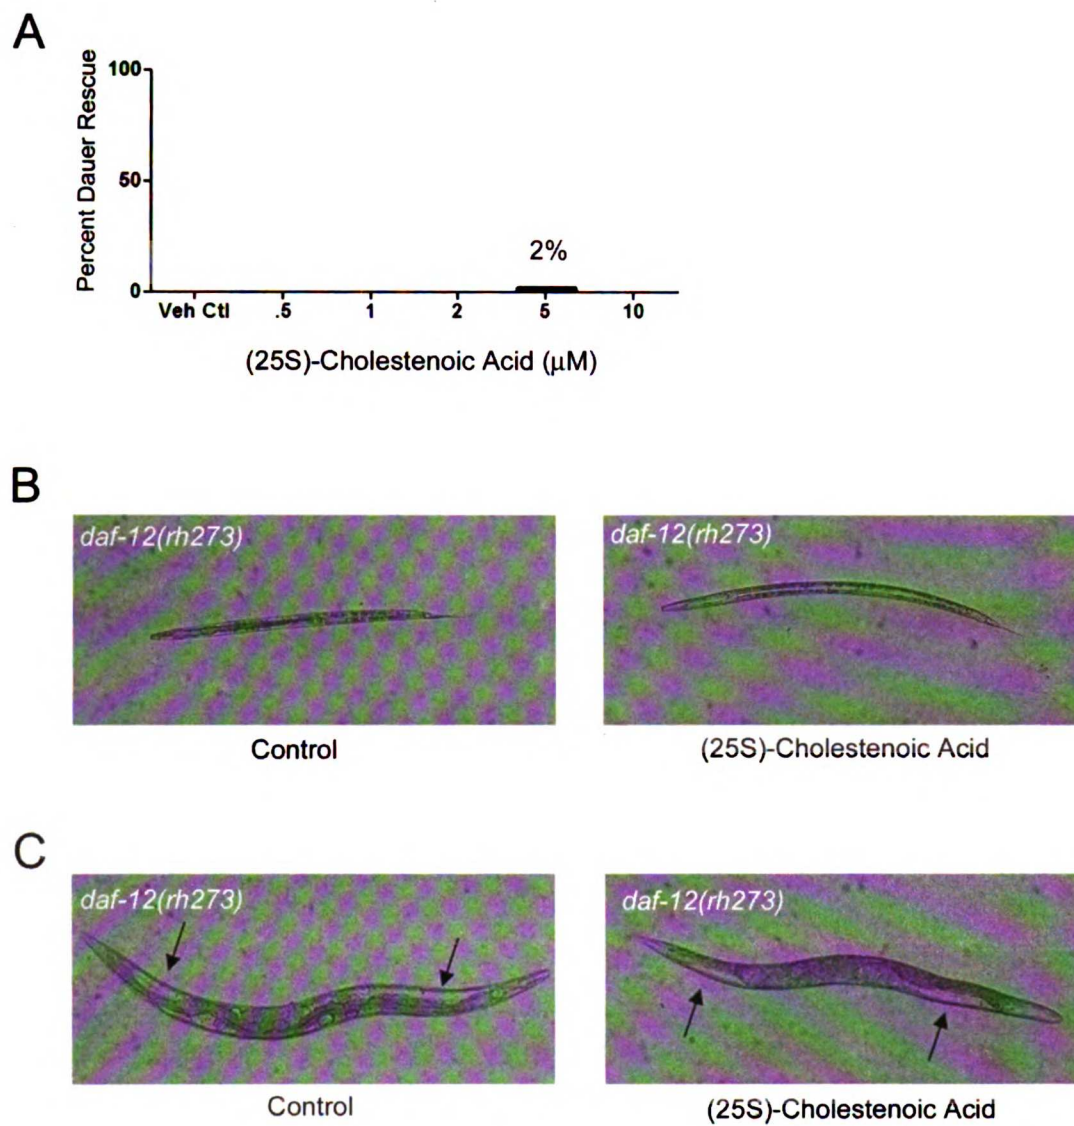 A
Percent Dauer Rescue
100
50
0
2%
Veh Ctl .5 1 2 5 10
(25S)-Cholestenoic Acid (μM)
B
daf-12(rh273)
daf-12(rh273)
Control
(25S)-Cholestenoic Acid
C
daf-12(rh273)
daf-12(rh273)
Control
(25S)-Cholestenoic Acid